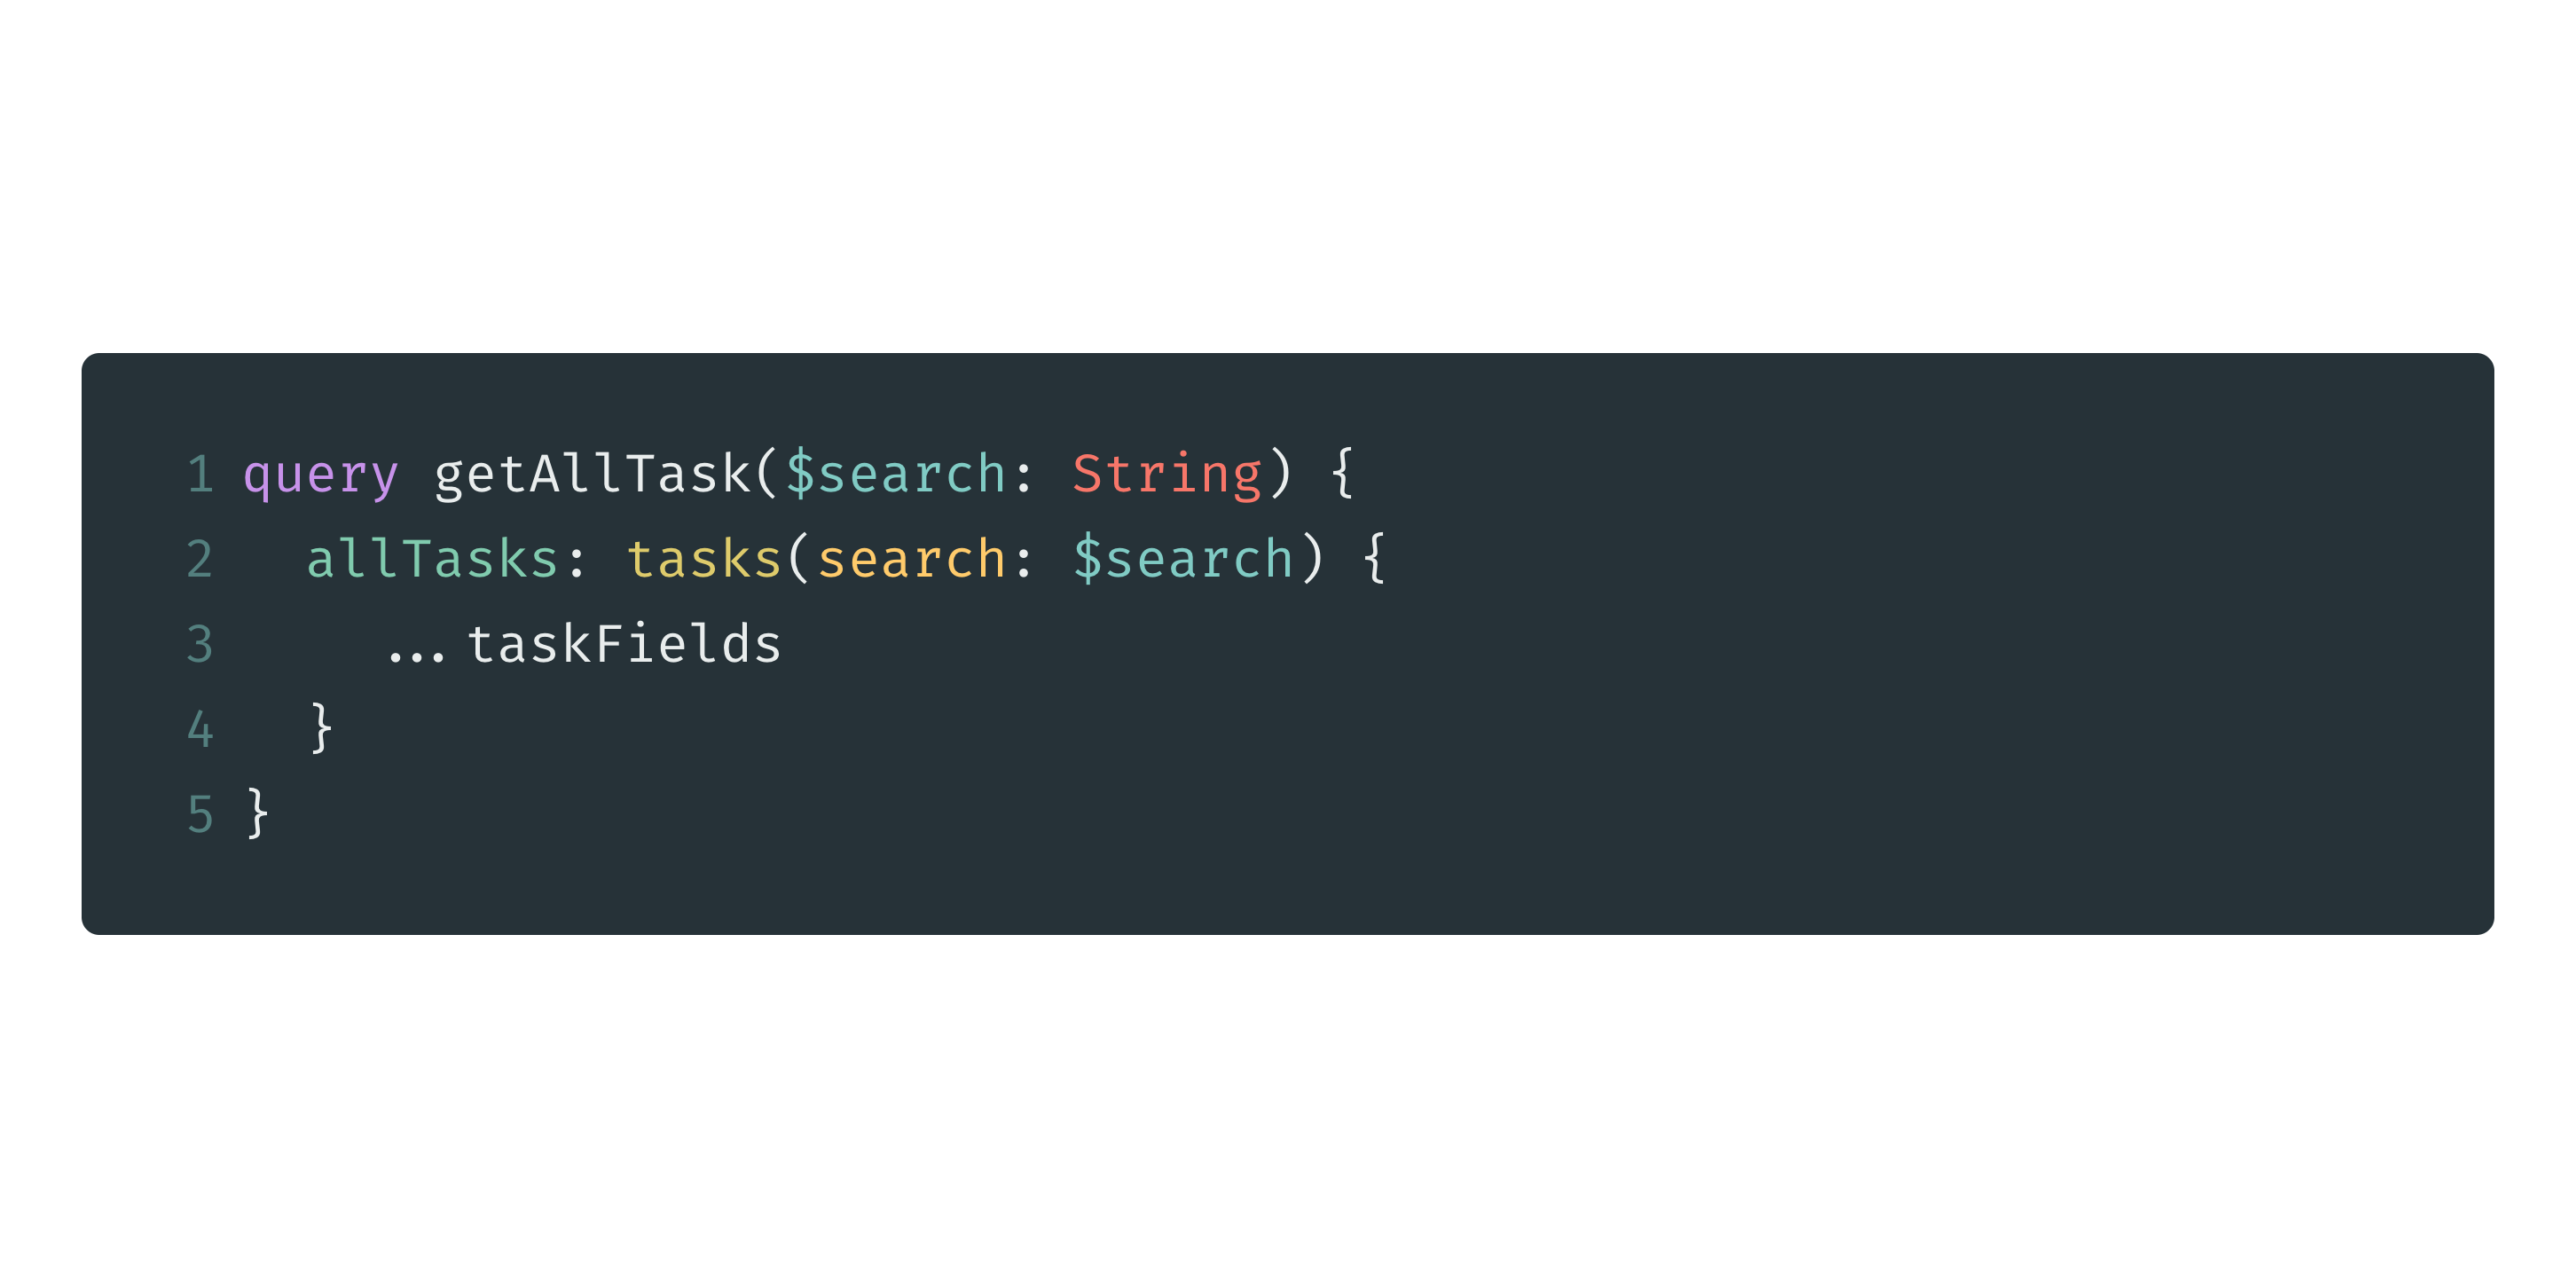 1 query getAllTask($search: String) {
2   allTasks: tasks(search: $search) {
3     ...taskFields
4   }
5 }